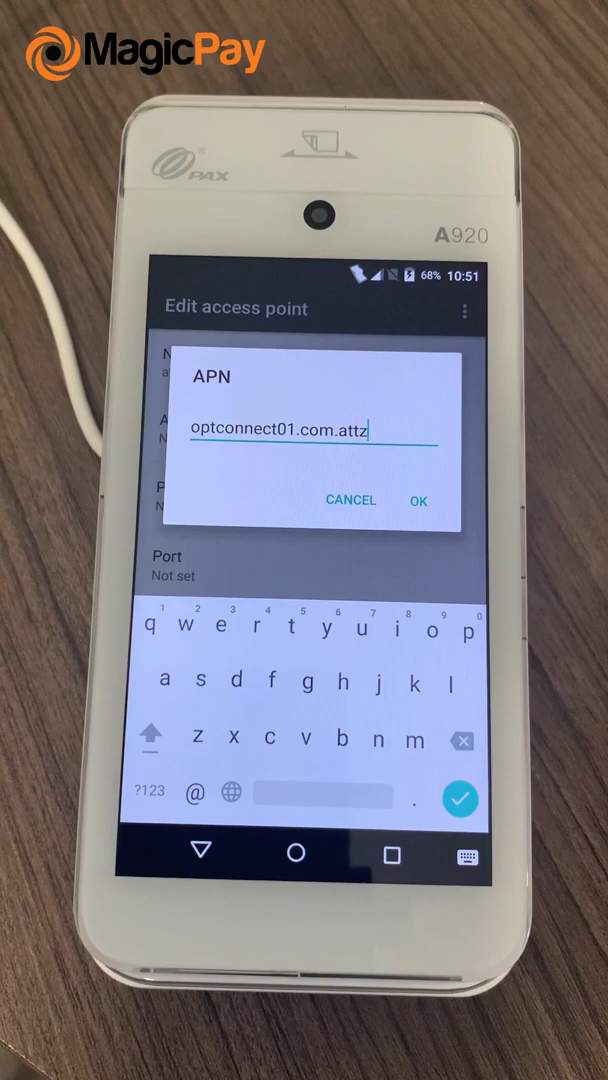 MagicPay
PAX
A920
68% 10:51
Edit access point
APN
optconnect01.com.attz
CANCEL OK
Port
Not set
1 2 3 4 5 6 7 8 9 0
q w e r t y u i o p
a s d f g h j k l
z x c v b n m
?123 @ .